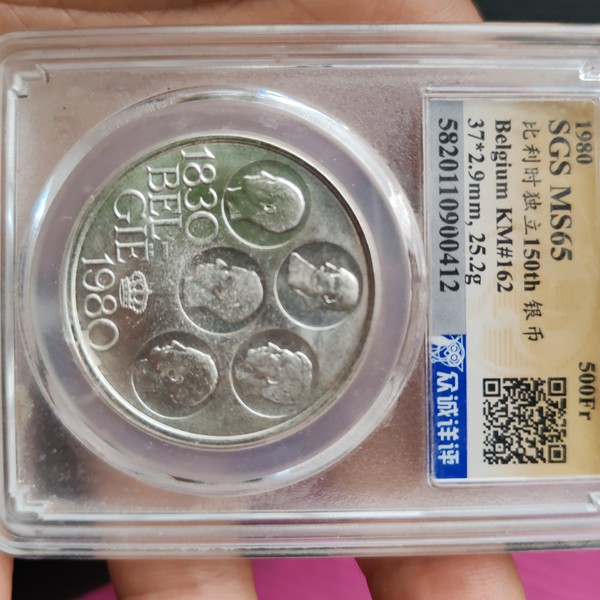 1980
500Fr
SGS MS65
比利时独立150th 银币
Belgium KM#162
37*2.9mm, 25.2g
5820110900412
众诚详评
1830
BEL-
GIE
1980